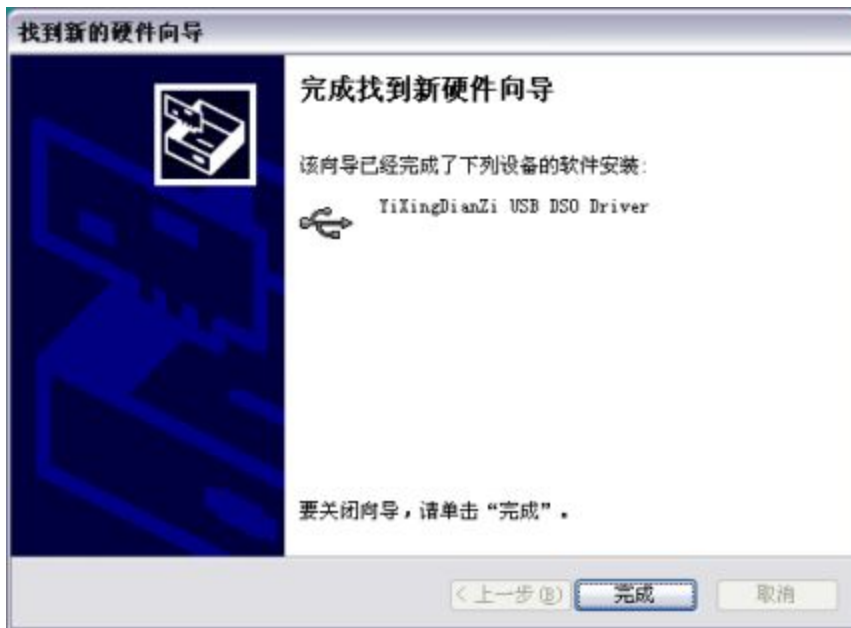 找到新的硬件向导
完成找到新硬件向导
该向导已经完成了下列设备的软件安装:
YiXingDianZi USB DSO Driver
要关闭向导，请单击“完成”。
< 上一步(B)
完成
取消